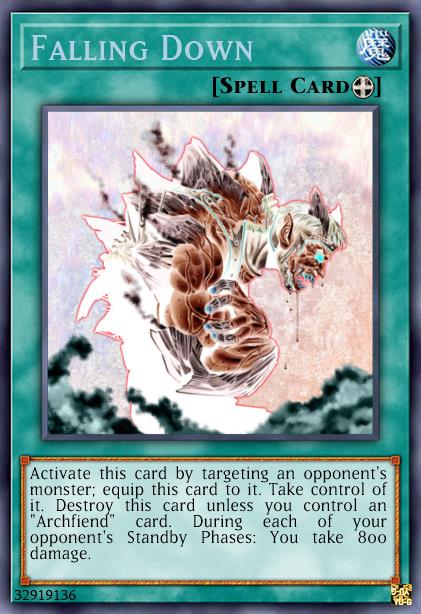 Falling Down
魔
[Spell Card]
Activate this card by targeting an opponent's
monster; equip this card to it. Take control of
it. Destroy this card unless you control an
"Archfiend" card. During each of your
opponent's Standby Phases: You take 800
damage.
32919136